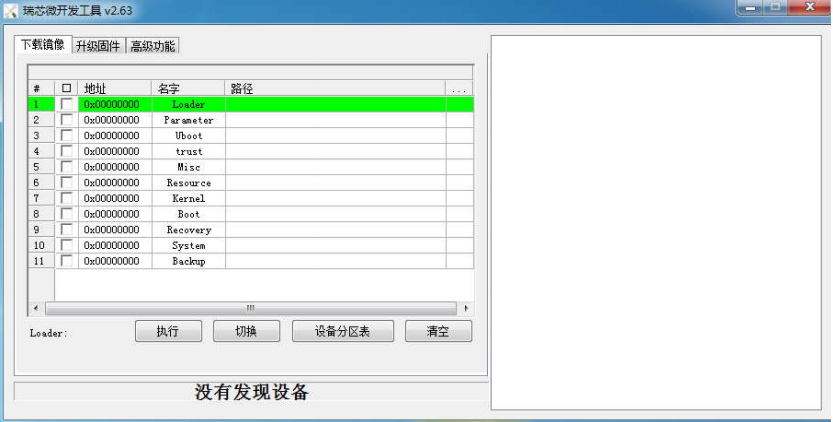 瑞芯微开发工具 v2.63
下载镜像 升级固件 高级功能
# 地址 名字 路径 ...
1 0x00000000 Loader
2 0x00000000 Parameter
3 0x00000000 Uboot
4 0x00000000 trust
5 0x00000000 Misc
6 0x00000000 Resource
7 0x00000000 Kernel
8 0x00000000 Boot
9 0x00000000 Recovery
10 0x00000000 System
11 0x00000000 Backup
Loader: 执行 切换 设备分区表 清空
没有发现设备